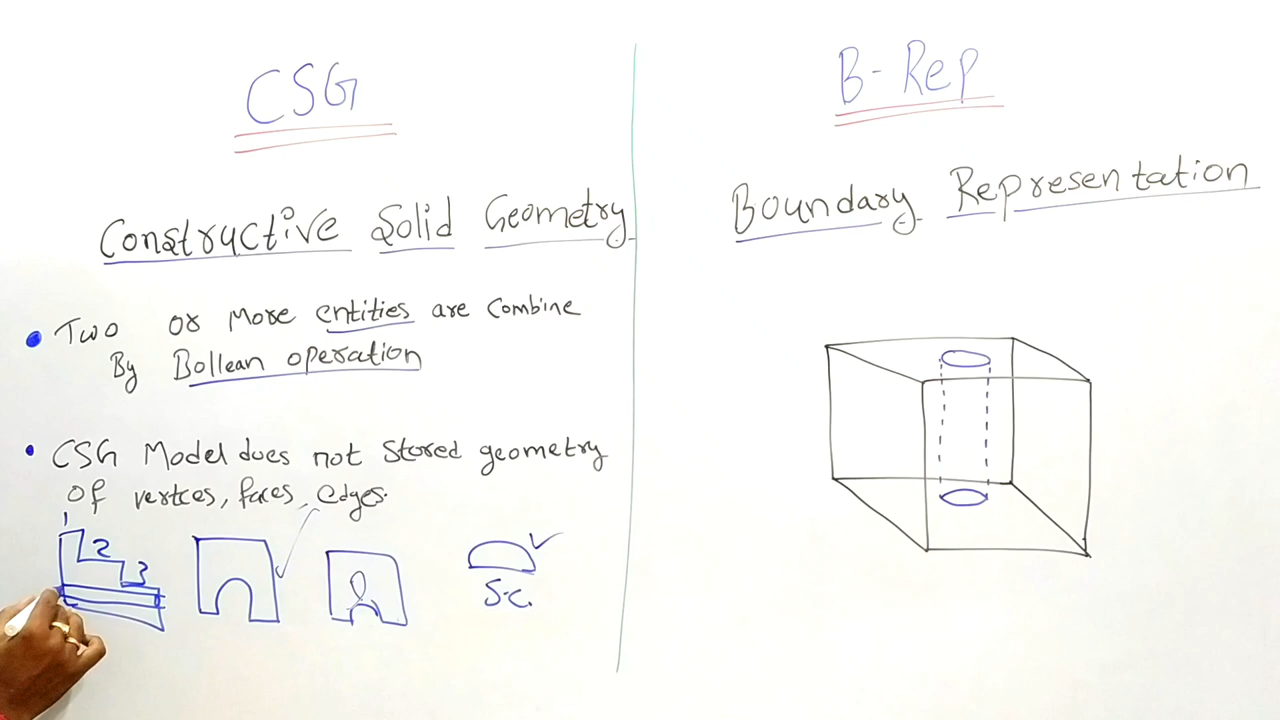 CSG
Constructive Solid Geometry
Two or More entities are Combine
By Bollean operation
CSG Model does not Stored geometry
Of vertces, faces, edges.
1
2
3
S.C.
B-Rep
Boundary Representation